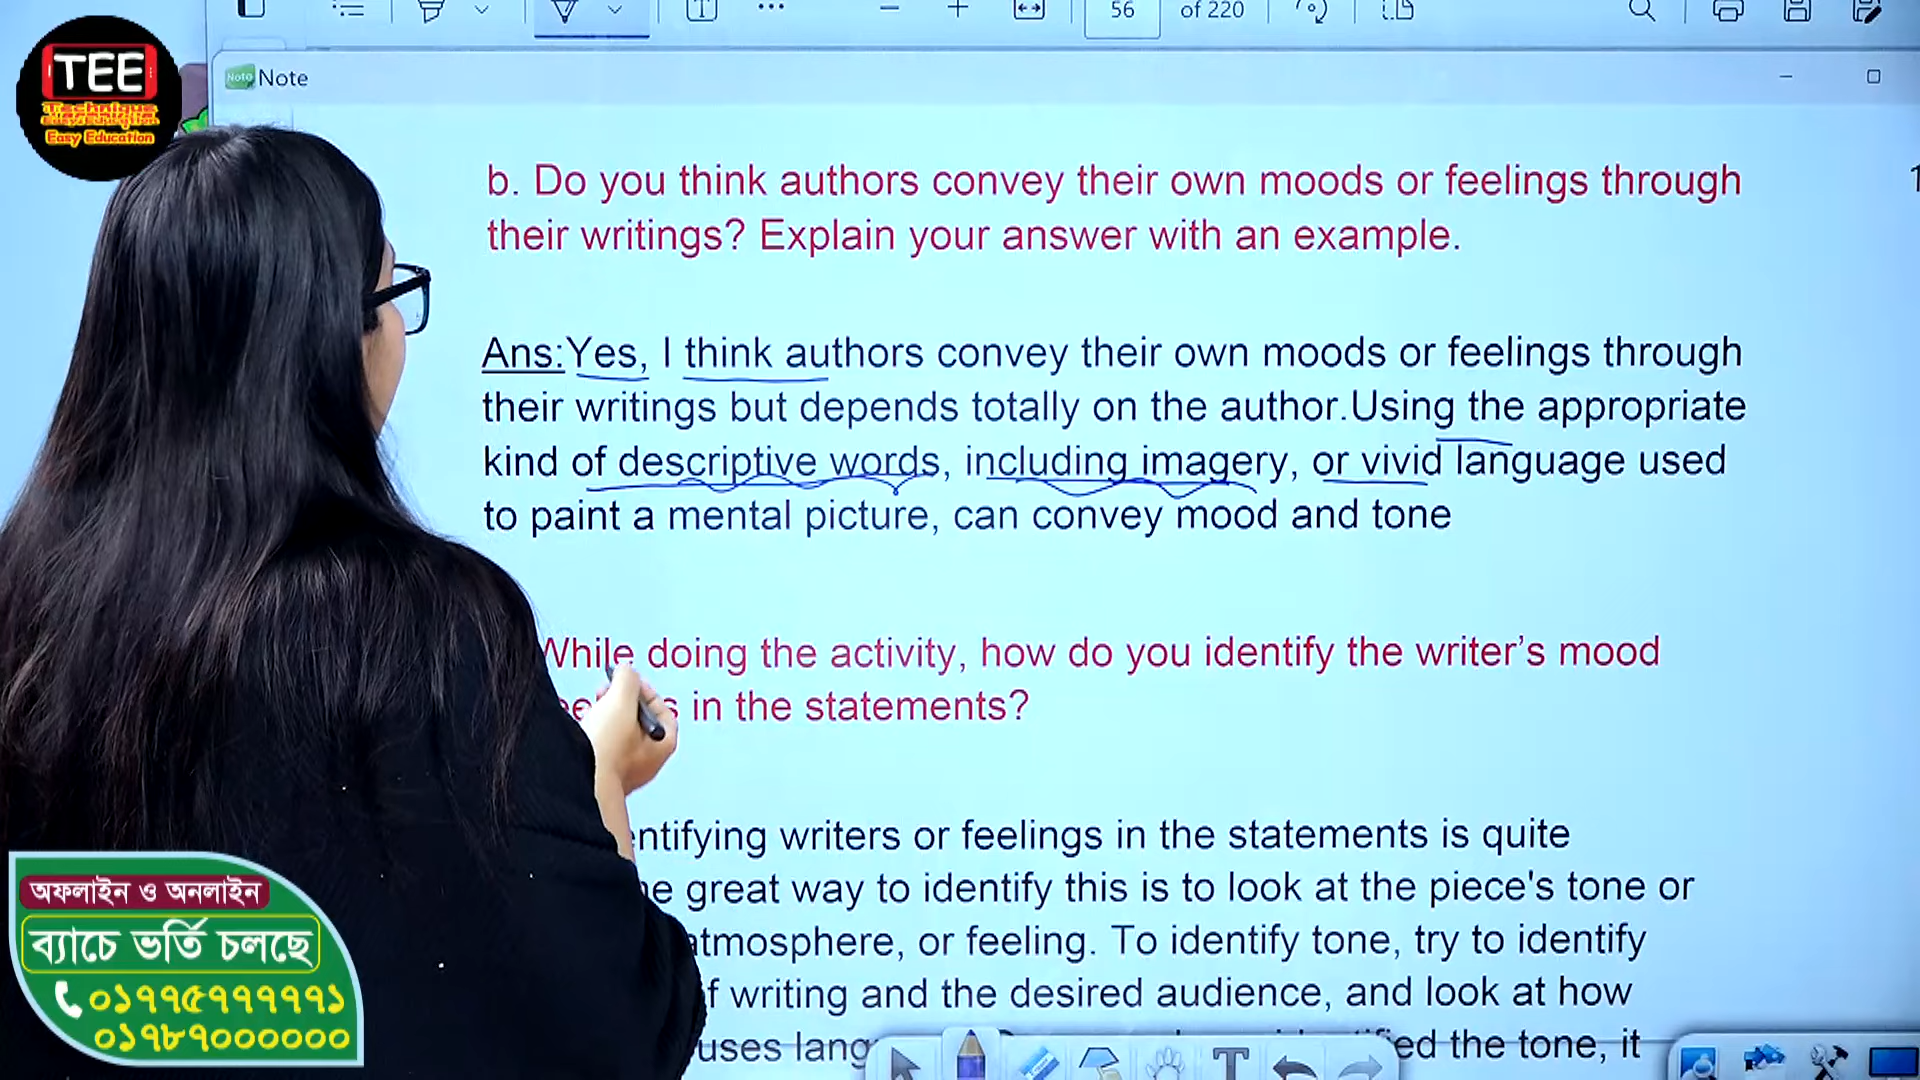 56 of 220
TEE
Technique
Easy Education
Easy Education
Note
b. Do you think authors convey their own moods or feelings through
their writings? Explain your answer with an example.
Ans:Yes, I think authors convey their own moods or feelings through
their writings but depends totally on the author.Using the appropriate
kind of descriptive words, including imagery, or vivid language used
to paint a mental picture, can convey mood and tone
While doing the activity, how do you identify the writer's mood
in the statements?
entifying writers or feelings in the statements is quite
great way to identify this is to look at the piece's tone or
atmosphere, or feeling. To identify tone, try to identify
of writing and the desired audience, and look at how
uses lang ed the tone, it
অফলাইন ও অনলাইন
ব্যাচে ভর্তি চলছে
০১৭৭৫৭৭৭৭৭১
০১৭৮৭০০০০০০